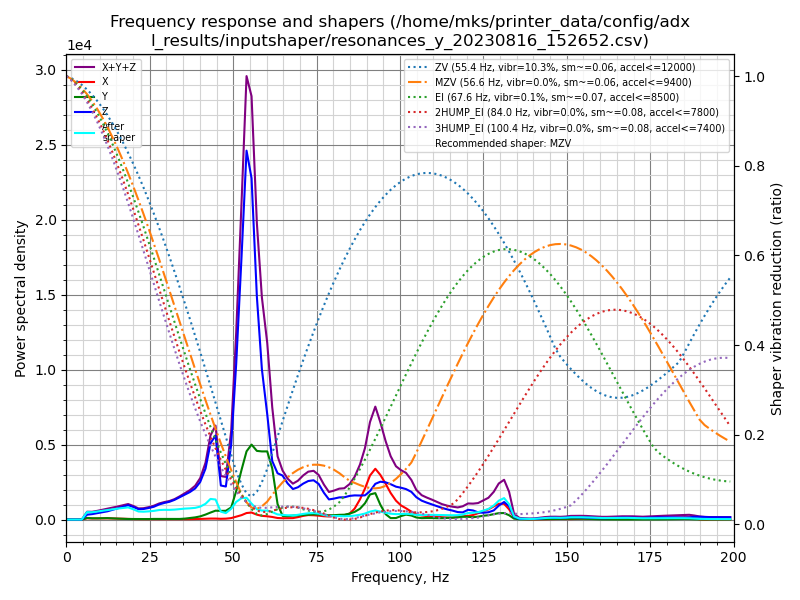 Frequency response and shapers (/home/mks/printer_data/config/adx
l_results/inputshaper/resonances_y_20230816_152652.csv)
1e4
X+Y+Z
X
Y
Z
after
shaper
ZV (55.4 Hz, vibr=10.3%, sm~=0.06, accel<=12000)
MZV (56.6 Hz, vibr=0.0%, sm~=0.06, accel<=9400)
EI (67.6 Hz, vibr=0.1%, sm~=0.07, accel<=8500)
2HUMP_EI (84.0 Hz, vibr=0.0%, sm~=0.08, accel<=7800)
3HUMP_EI (100.4 Hz, vibr=0.0%, sm~=0.08, accel<=7400)
Recommended shaper: MZV
3.0
2.5
2.0
1.5
1.0
0.5
0.0
Power spectral density
1.0
0.8
0.6
0.4
0.2
0.0
Shaper vibration reduction (ratio)
0 25 50 75 100 125 150 175 200
Frequency, Hz